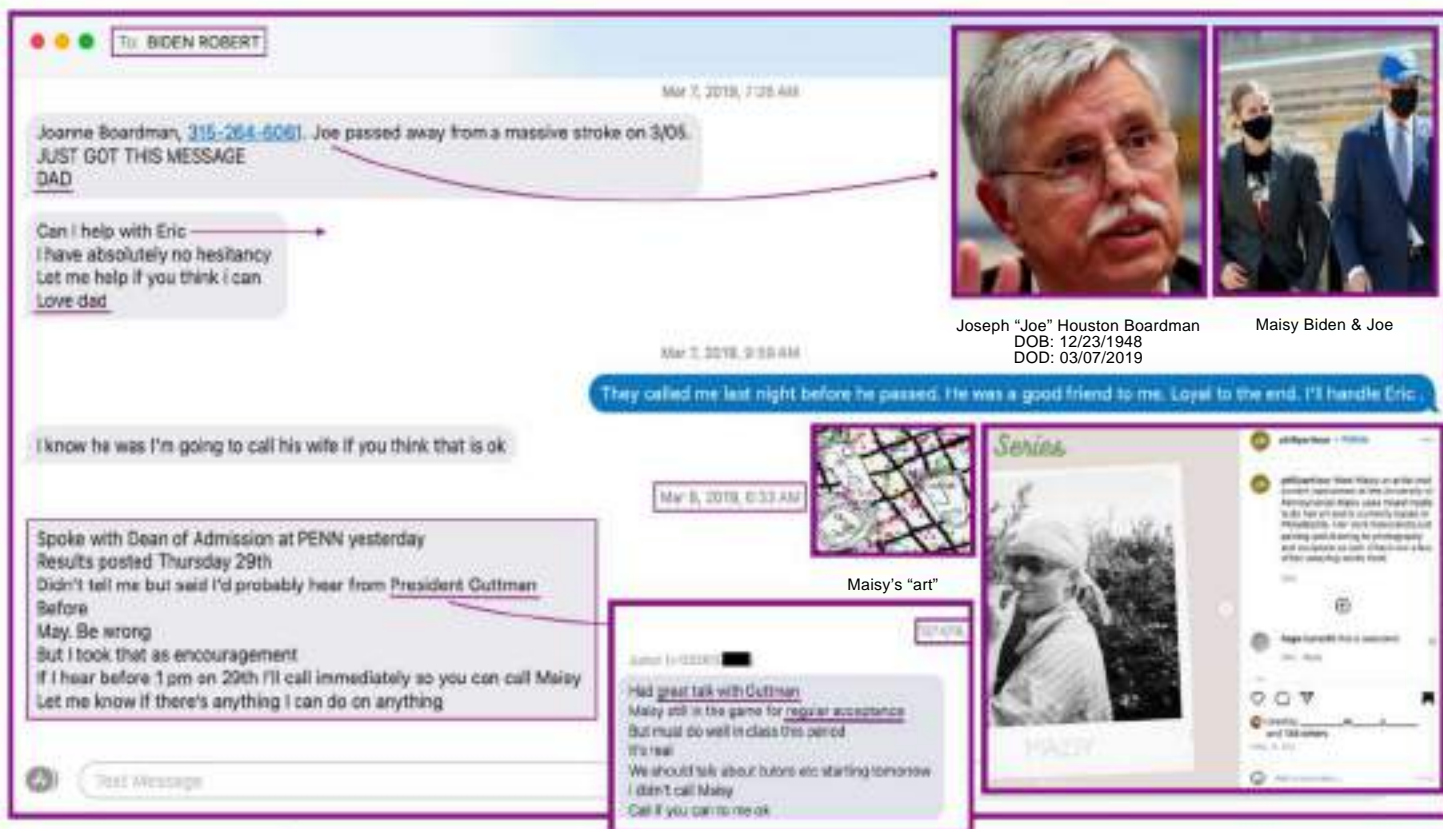 To: BIDEN ROBERT
Mar 7, 2019, 7:26 AM
Joanne Boardman, 315-264-6061. Joe passed away from a massive stroke on 3/05.
JUST GOT THIS MESSAGE
DAD
Can I help with Eric
I have absolutely no hesitancy
Let me help if you think i can
Love dad
Joseph “Joe” Houston Boardman
DOB: 12/23/1948
DOD: 03/07/2019
Maisy Biden & Joe
Mar 7, 2019, 9:59 AM
They called me last night before he passed. He was a good friend to me. Loyal to the end. I'll handle Eric .
I know he was I'm going to call his wife if you think that is ok
Mar 8, 2019, 6:33 AM
Spoke with Dean of Admission at PENN yesterday
Results posted Thursday 29th
Didn't tell me but said I'd probably hear from President Guttman
Before
May. Be wrong
But I took that as encouragement
If I hear before 1 pm on 29th I'll call immediately so you can call Maisy
Let me know if there's anything I can do on anything
Text Message
Maisy's “art”
Had great talk with Guttman
Maisy still in the game for regular acceptance
But must do well in class this period
It's real
We should talk about tutors etc starting tomorrow
I didn't call Maisy
Call if you can to me ok
Series
MAISY